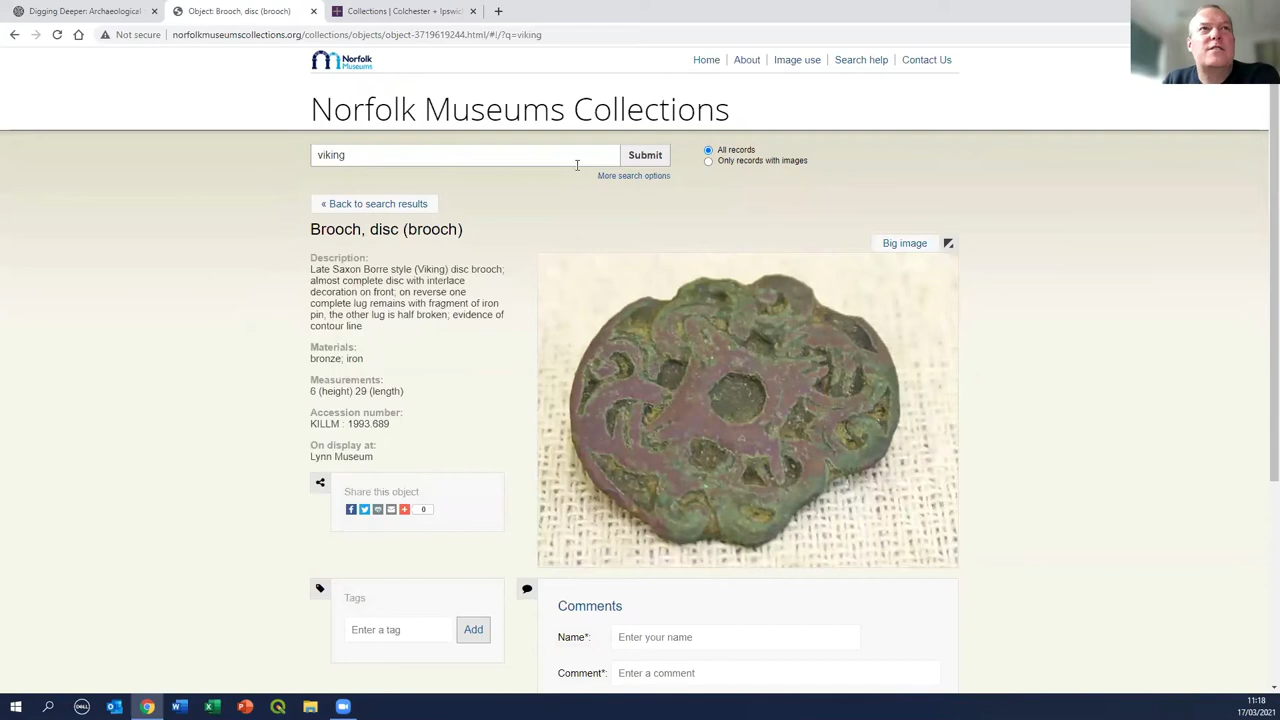 Digging Deeper: Archaeological
Object: Brooch, disc (brooch)
Collections | Colchester + Ipswi
Not secure
norfolkmuseumscollections.org/collections/objects/object-3719619244.html/#!/?q=viking
Norfolk
Museums
Home
About
Image use
Search help
Contact Us
Norfolk Museums Collections
viking
Submit
All records
Only records with images
More search options
« Back to search results
Brooch, disc (brooch)
Big image
Description:
Late Saxon Borre style (Viking) disc brooch;
almost complete disc with interlace
decoration on front; on reverse one
complete lug remains with fragment of iron
pin, the other lug is half broken; evidence of
contour line
Materials:
bronze; iron
Measurements:
6 (height) 29 (length)
Accession number:
KILLM : 1993.689
On display at:
Lynn Museum
Share this object
0
Tags
Enter a tag
Add
Comments
Name*:
Enter your name
Comment*:
Enter a comment
DELL
11:18
17/03/2021